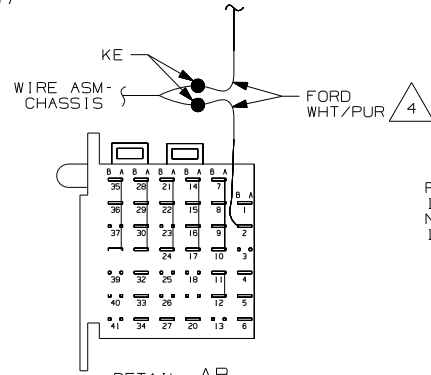 KE
WIRE ASM-
CHASSIS
FORD
WHT/PUR
4
B A B A B A B A B A
35 28 21 14 7
B A
36 29 22 15 8 1
37 30 23 16 9 2
24 17 10 3
39 32 25 18 11 4
40 33 26 12 5
41 34 27 20 13 6
DETAIL AB